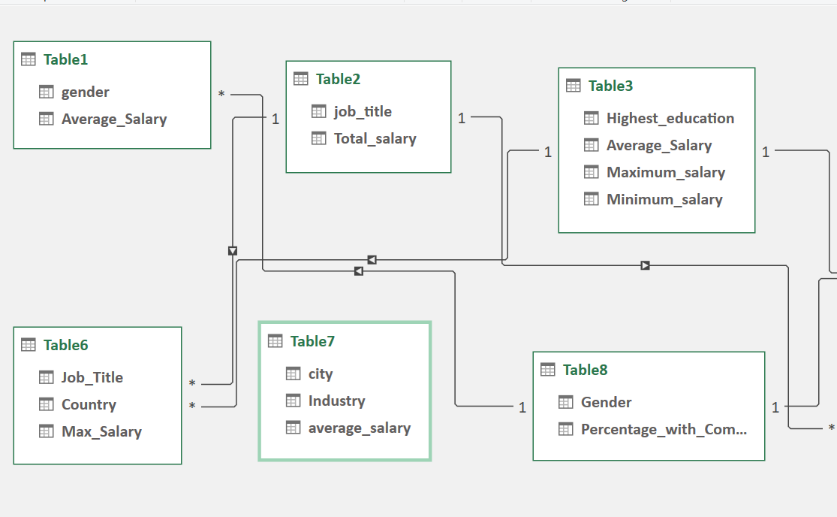 Table1
gender
Average_Salary
*
Table2
job_title
Total_salary
1
1
Table3
Highest_education
Average_Salary
Maximum_salary
Minimum_salary
1
1
Table6
Job_Title
Country
Max_Salary
*
*
Table7
city
Industry
average_salary
Table8
Gender
Percentage_with_Com...
1
1
*